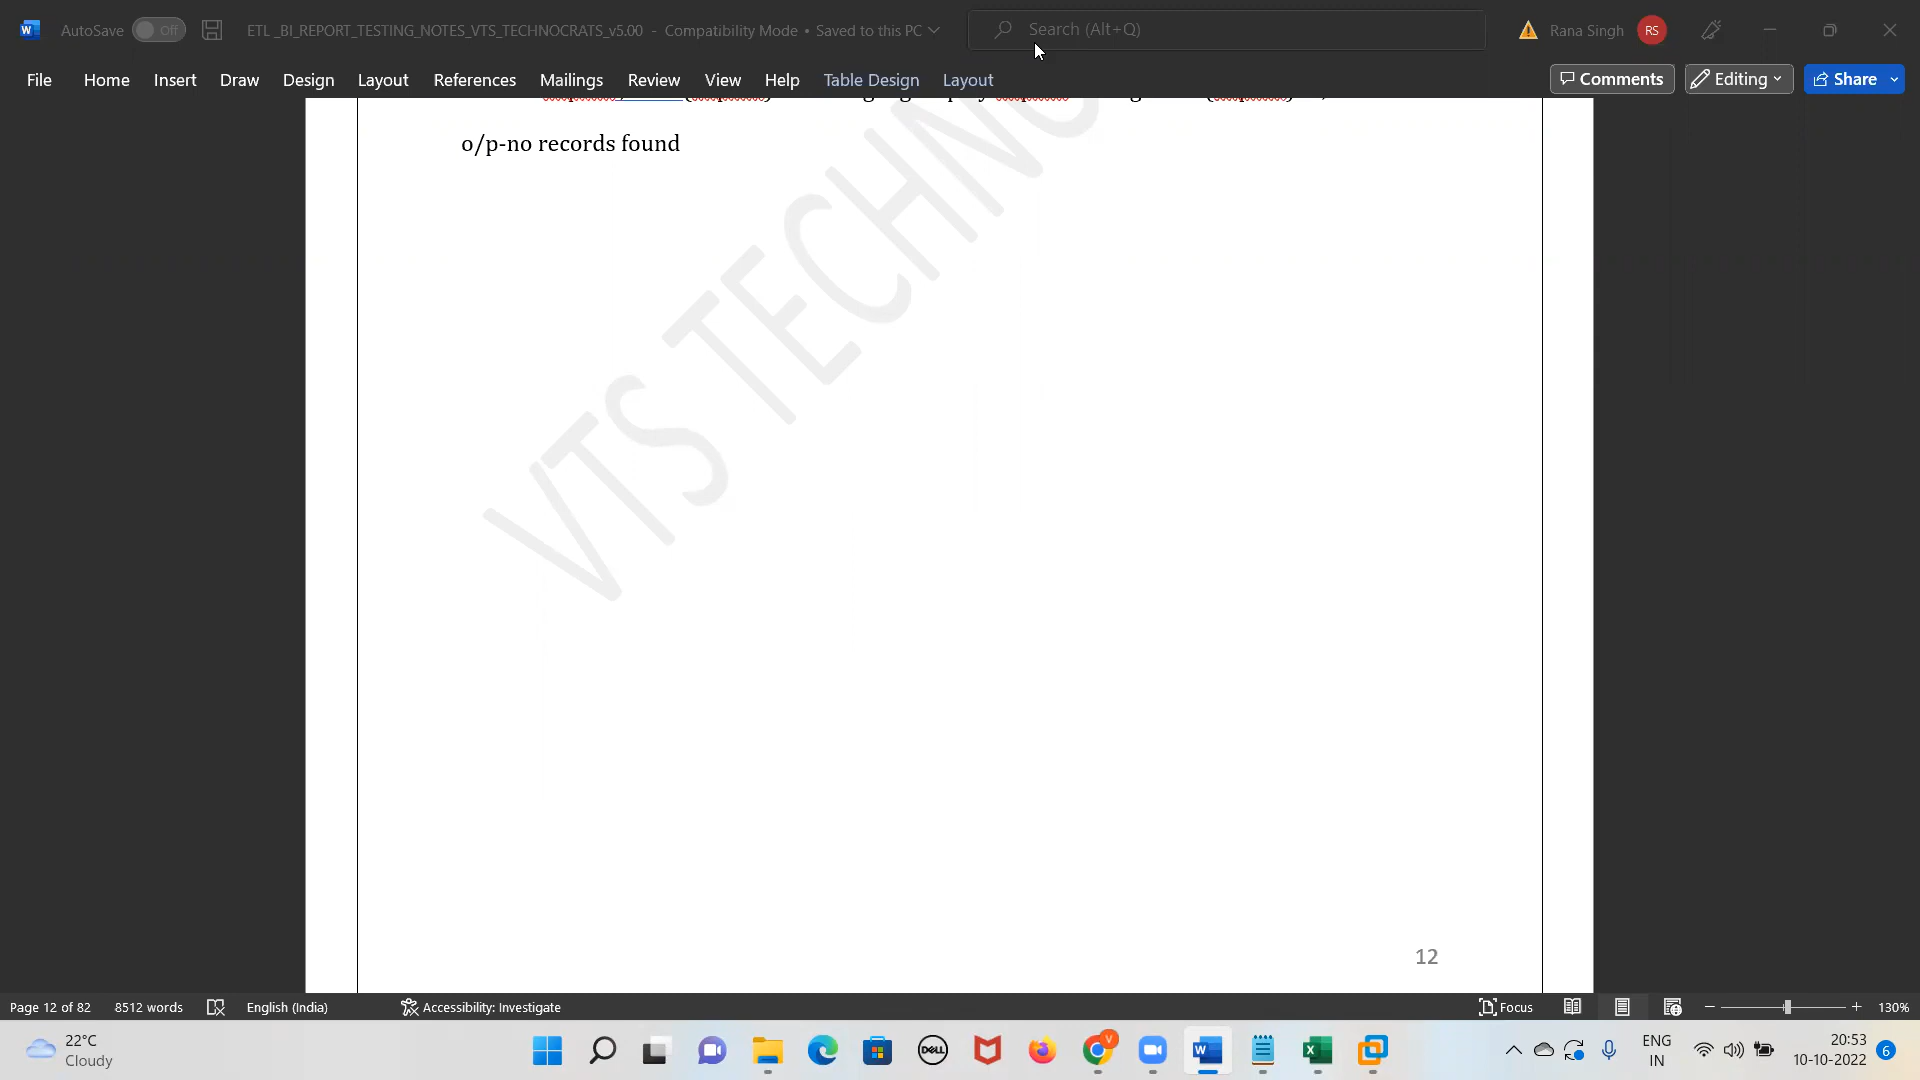 AutoSave Off ETL _BI_REPORT_TESTING_NOTES_VTS_TECHNOCRATS_v5.00 - Compatibility Mode • Saved to this PC Search (Alt+Q) Rana Singh RS
File Home Insert Draw Design Layout References Mailings Review View Help Table Design Layout Comments Editing Share
o/p-no records found
VTS TECHNO
12
Page 12 of 82 8512 words English (India) Accessibility: Investigate Focus 130%
22°C
Cloudy
DELL
V
ENG
IN
20:53
10-10-2022
6